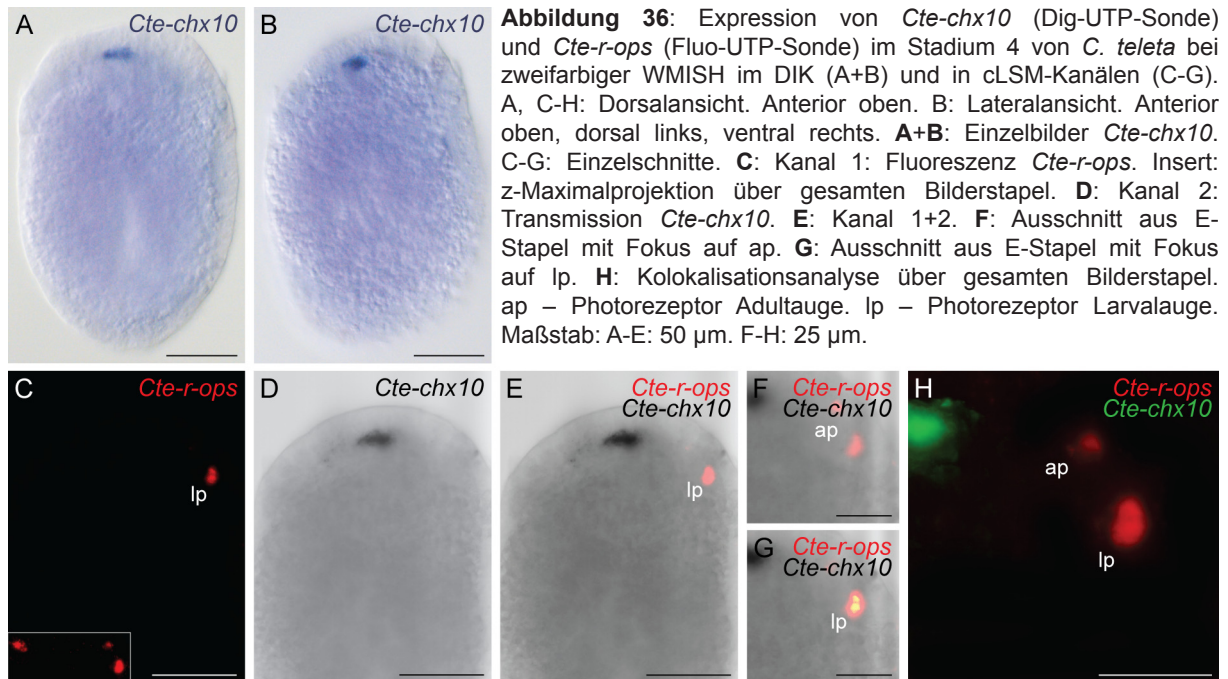 A
Cte-chx10
B
Cte-chx10
Abbildung 36: Expression von Cte-chx10 (Dig-UTP-Sonde)
und Cte-r-ops (Fluo-UTP-Sonde) im Stadium 4 von C. teleta bei
zweifarbiger WMISH im DIK (A+B) und in cLSM-Kanälen (C-G).
A, C-H: Dorsalansicht. Anterior oben. B: Lateralansicht. Anterior
oben, dorsal links, ventral rechts. A+B: Einzelbilder Cte-chx10.
C-G: Einzelschnitte. C: Kanal 1: Fluoreszenz Cte-r-ops. Insert:
z-Maximalprojektion über gesamten Bilderstapel. D: Kanal 2:
Transmission Cte-chx10. E: Kanal 1+2. F: Ausschnitt aus E-
Stapel mit Fokus auf ap. G: Ausschnitt aus E-Stapel mit Fokus
auf lp. H: Kolokalisationsanalyse über gesamten Bilderstapel.
ap – Photorezeptor Adultauge. lp – Photorezeptor Larvalauge.
Maßstab: A-E: 50 µm. F-H: 25 µm.
C
Cte-r-ops
lp
D
Cte-chx10
E
Cte-r-ops
Cte-chx10
lp
F
Cte-r-ops
Cte-chx10
ap
G
Cte-r-ops
Cte-chx10
lp
H
Cte-r-ops
Cte-chx10
ap
lp